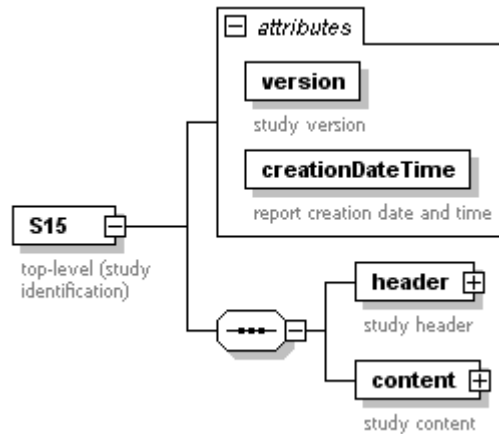 attributes
version
study version
creationDateTime
report creation date and time
S15
top-level (study
identification)
header
study header
content
study content